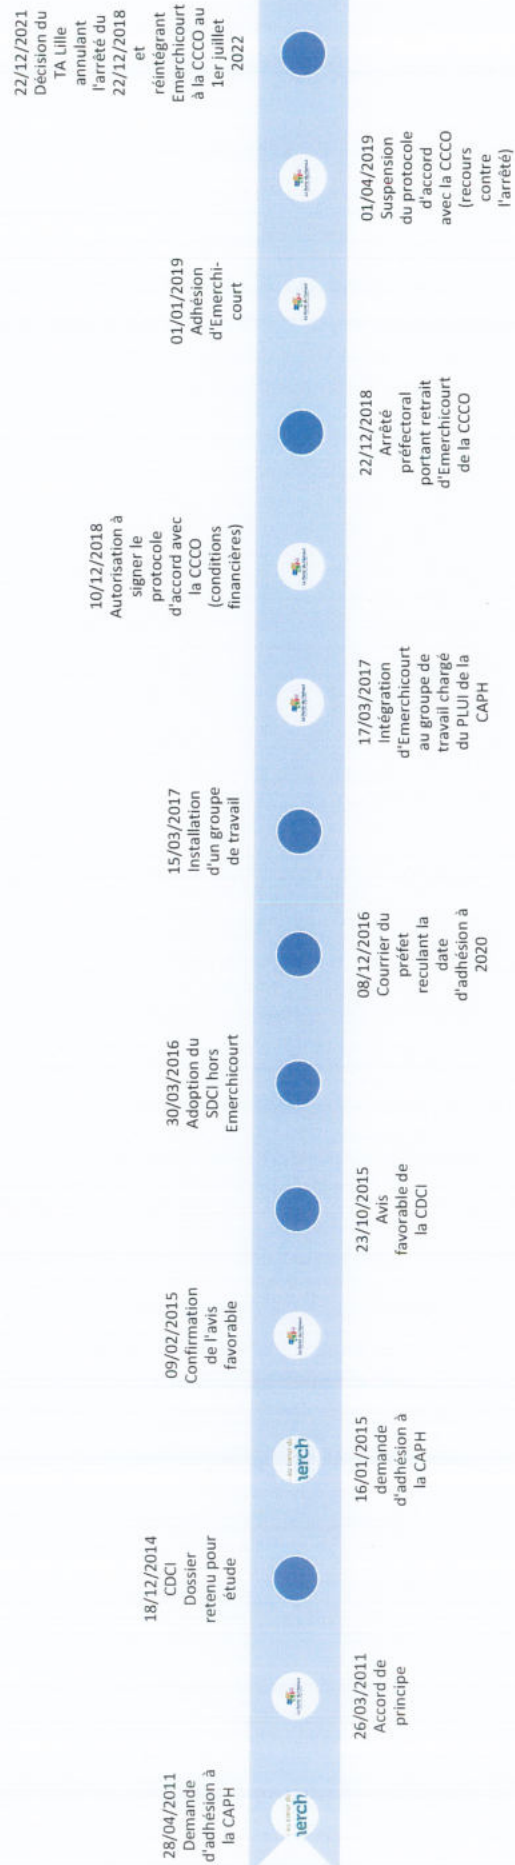 28/04/2011
Demande
d'adhésion à
la CAPH
26/03/2011
Accord de
principe
18/12/2014
CDCI
Dossier
retenu pour
étude
16/01/2015
demande
d'adhésion à
la CAPH
09/02/2015
Confirmation
de l'avis
favorable
23/10/2015
Avis
favorable de
la CDCI
30/03/2016
Adoption du
SDCI hors
Emerchicourt
08/12/2016
Courrier du
préfet
reculant la
date
d'adhésion à
2020
15/03/2017
Installation
d'un groupe
de travail
17/03/2017
Intégration
d'Emerchicourt
au groupe de
travail chargé
du PLUI de la
CAPH
10/12/2018
Autorisation à
signer le
protocole
d'accord avec
la CCCO
(conditions
financières)
22/12/2018
Arrêté
préfectoral
portant retrait
d'Emerchicourt
de la CCCO
01/01/2019
Adhésion
d'Emerchi-
court
01/04/2019
Suspension
du protocole
d'accord
avec la CCCO
(recours
contre
l'arrêté)
22/12/2021
Décision du
TA Lille
annulant
l'arrêté du
22/12/2018
et
réintégrant
Emerchicourt
à la CCCO au
1er juillet
2022
nerch
nerch